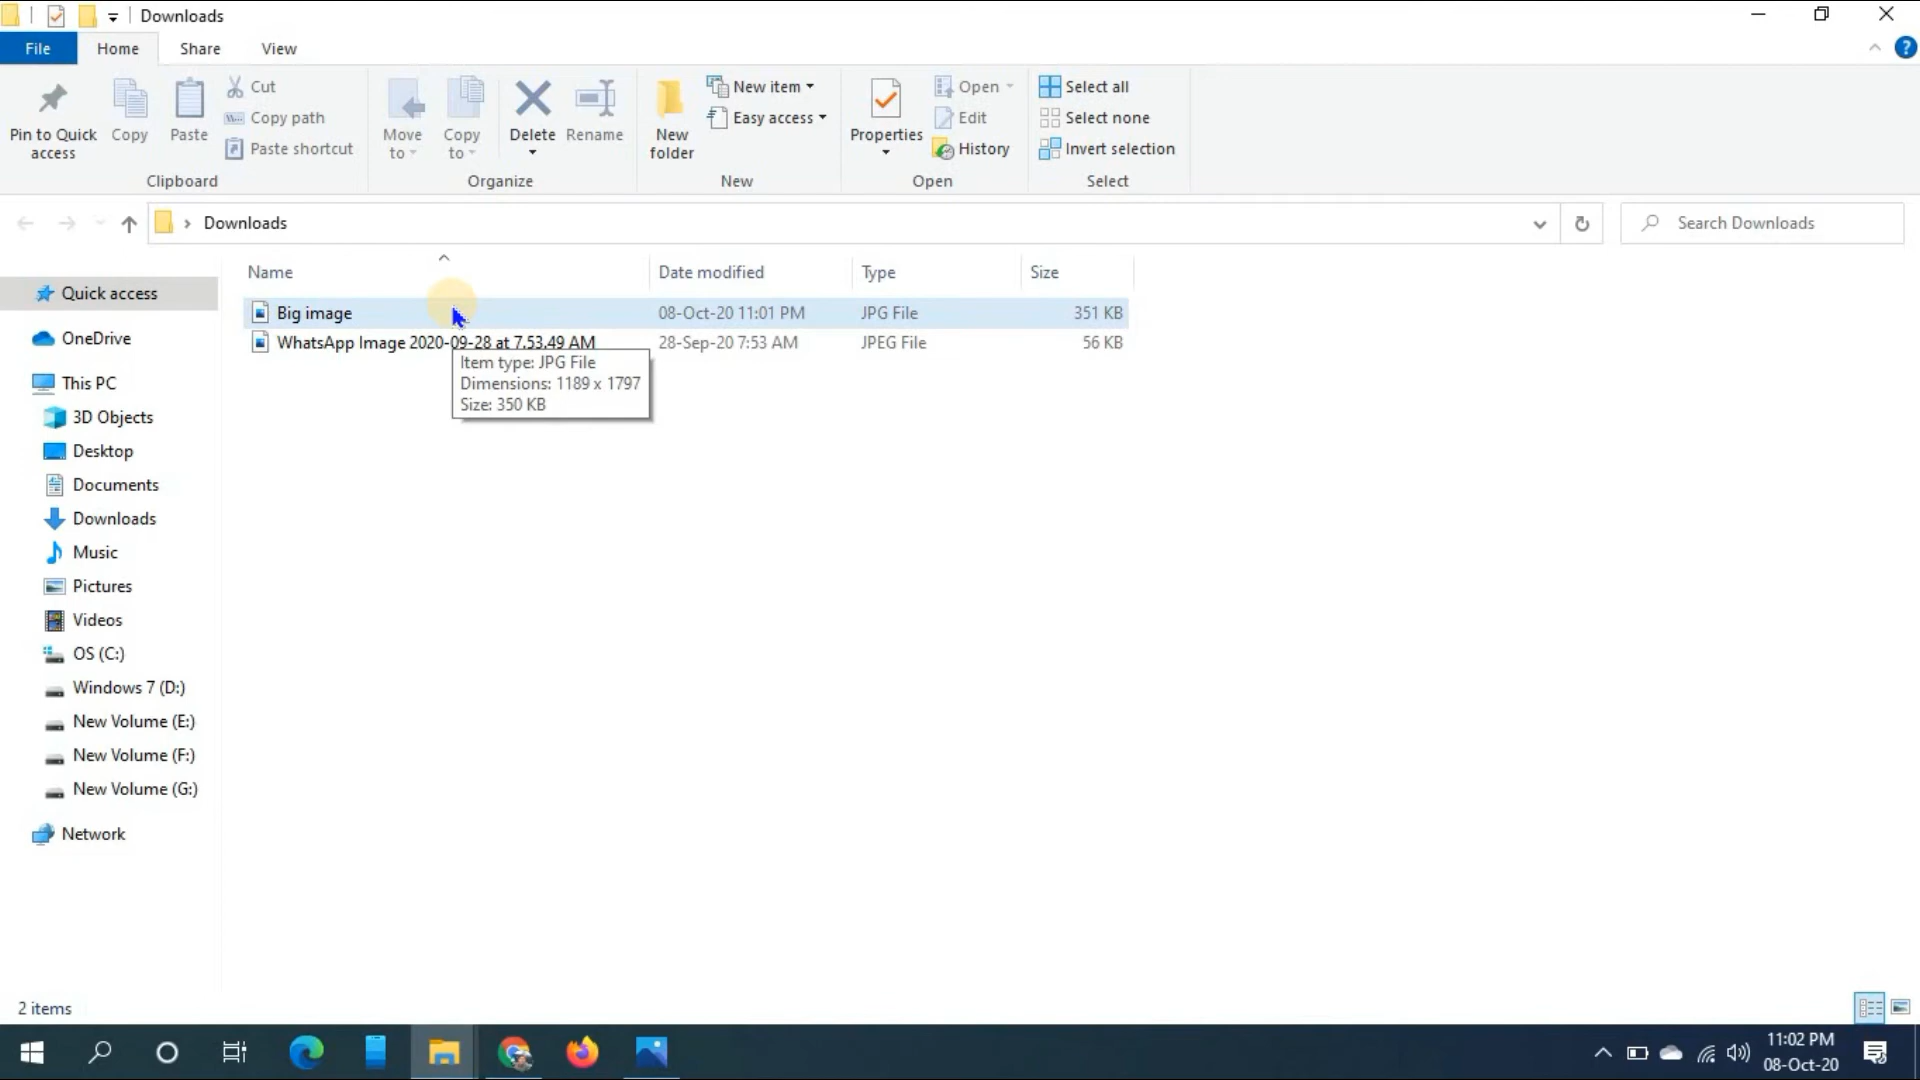 Downloads
File Home Share View
Pin to Quick access
Copy
Paste
Cut
Copy path
Paste shortcut
Clipboard
Move to
Copy to
Delete
Rename
Organize
New folder
New item
Easy access
New
Properties
Open
Edit
History
Open
Select all
Select none
Invert selection
Select
Downloads
Search Downloads
Name Date modified Type Size
Big image 08-Oct-20 11:01 PM JPG File 351 KB
WhatsApp Image 2020-09-28 at 7.53.49 AM 28-Sep-20 7:53 AM JPEG File 56 KB
Item type: JPG File
Dimensions: 1189 x 1797
Size: 350 KB
Quick access
OneDrive
This PC
3D Objects
Desktop
Documents
Downloads
Music
Pictures
Videos
OS (C:)
Windows 7 (D:)
New Volume (E:)
New Volume (F:)
New Volume (G:)
Network
2 items
11:02 PM
08-Oct-20